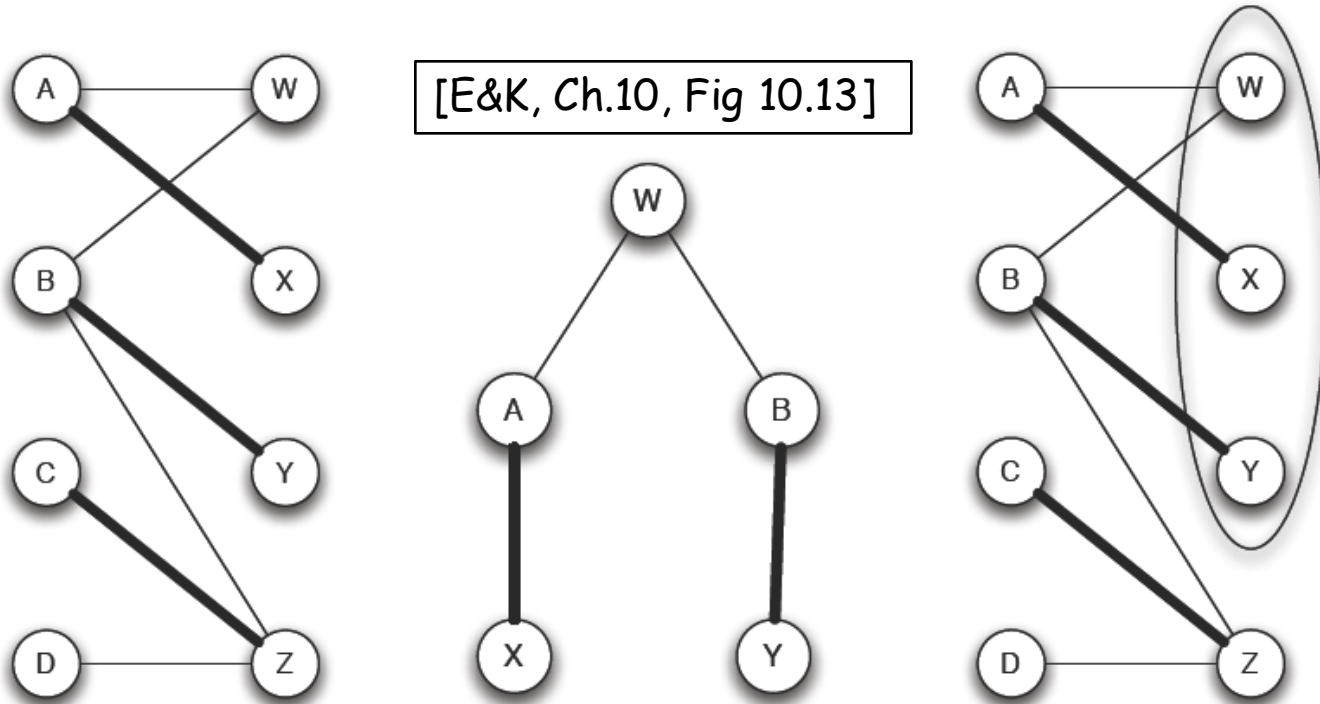 [E&K, Ch.10, Fig 10.13]
A W
B X
C Y
D Z
W
A B
X Y
A W
B X
C Y
D Z